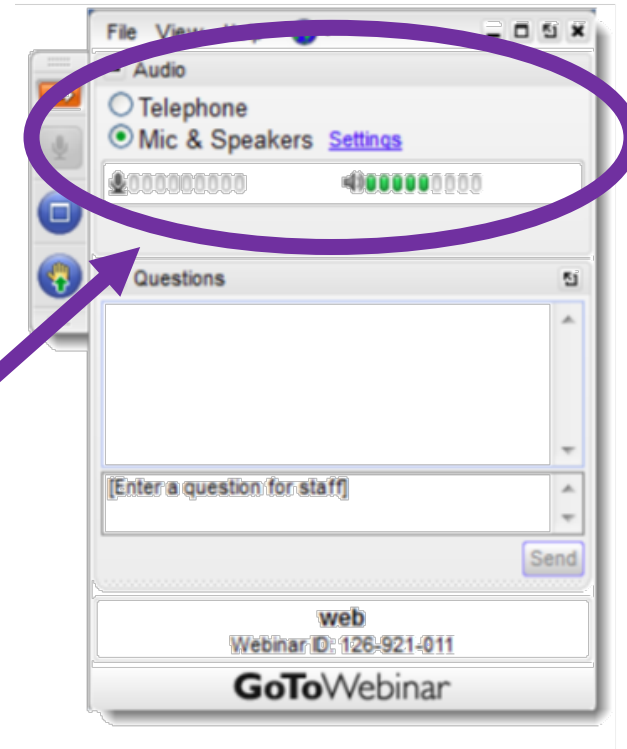 File View
Audio
Telephone
Mic & Speakers Settings
Questions
[Enter a question for staff]
Send
web
Webinar ID: 126-921-011
GoToWebinar